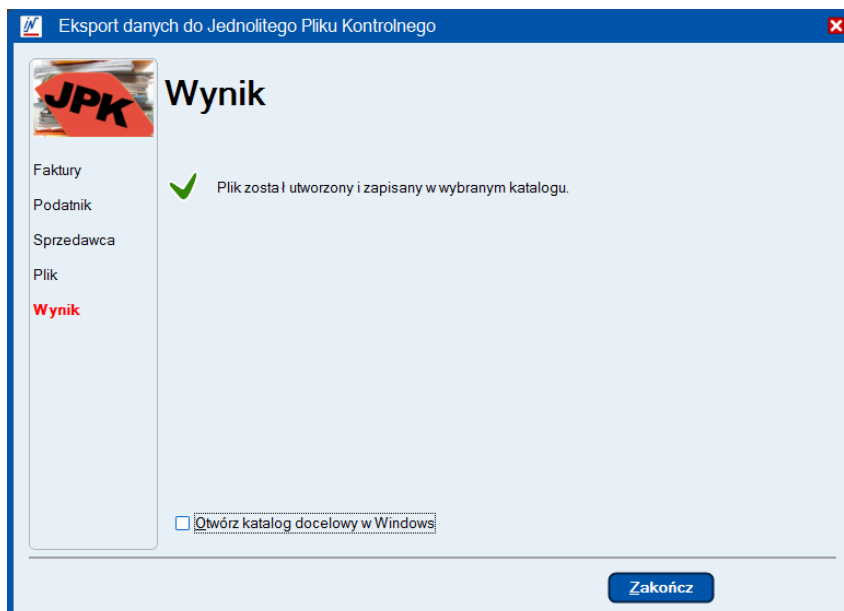 Eksport danych do Jednolitego Pliku Kontrolnego
JPK
Wynik
Faktury
Podatnik
Sprzedawca
Plik
Wynik
Plik został utworzony i zapisany w wybranym katalogu.
Otwórz katalog docelowy w Windows
Zakończ